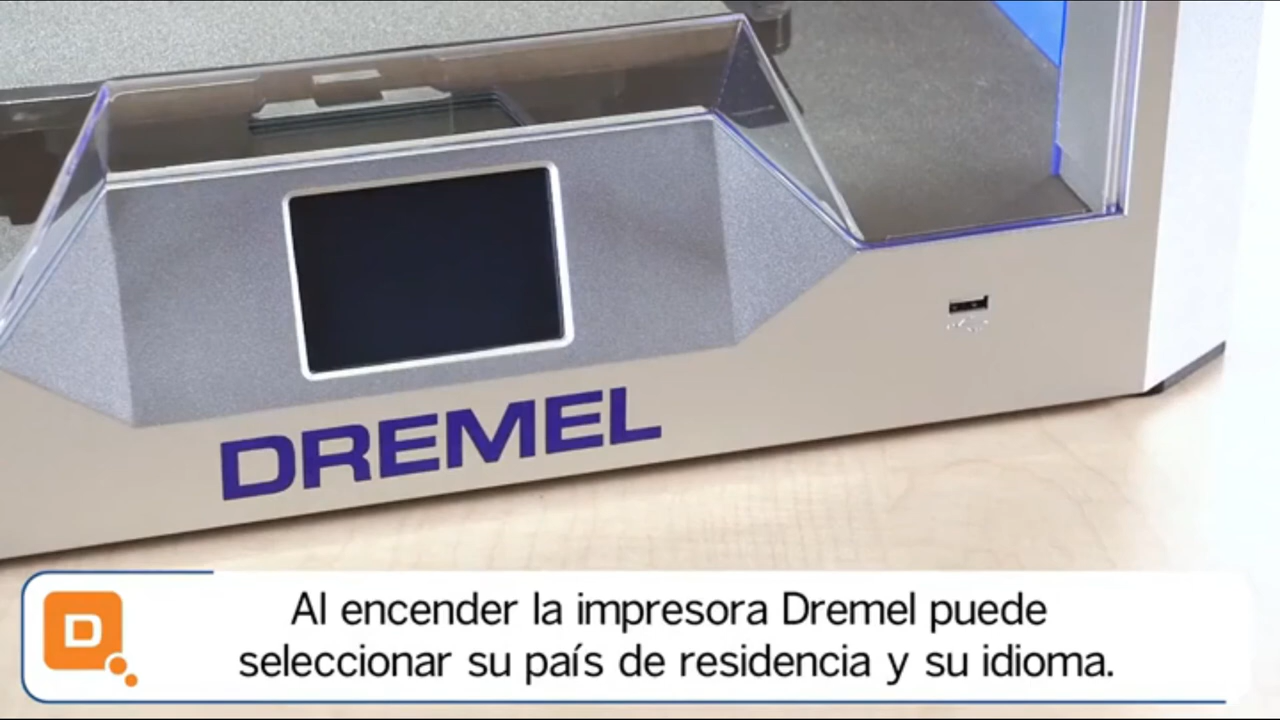 DREMEL
D
Al encender la impresora Dremel puede
seleccionar su país de residencia y su idioma.